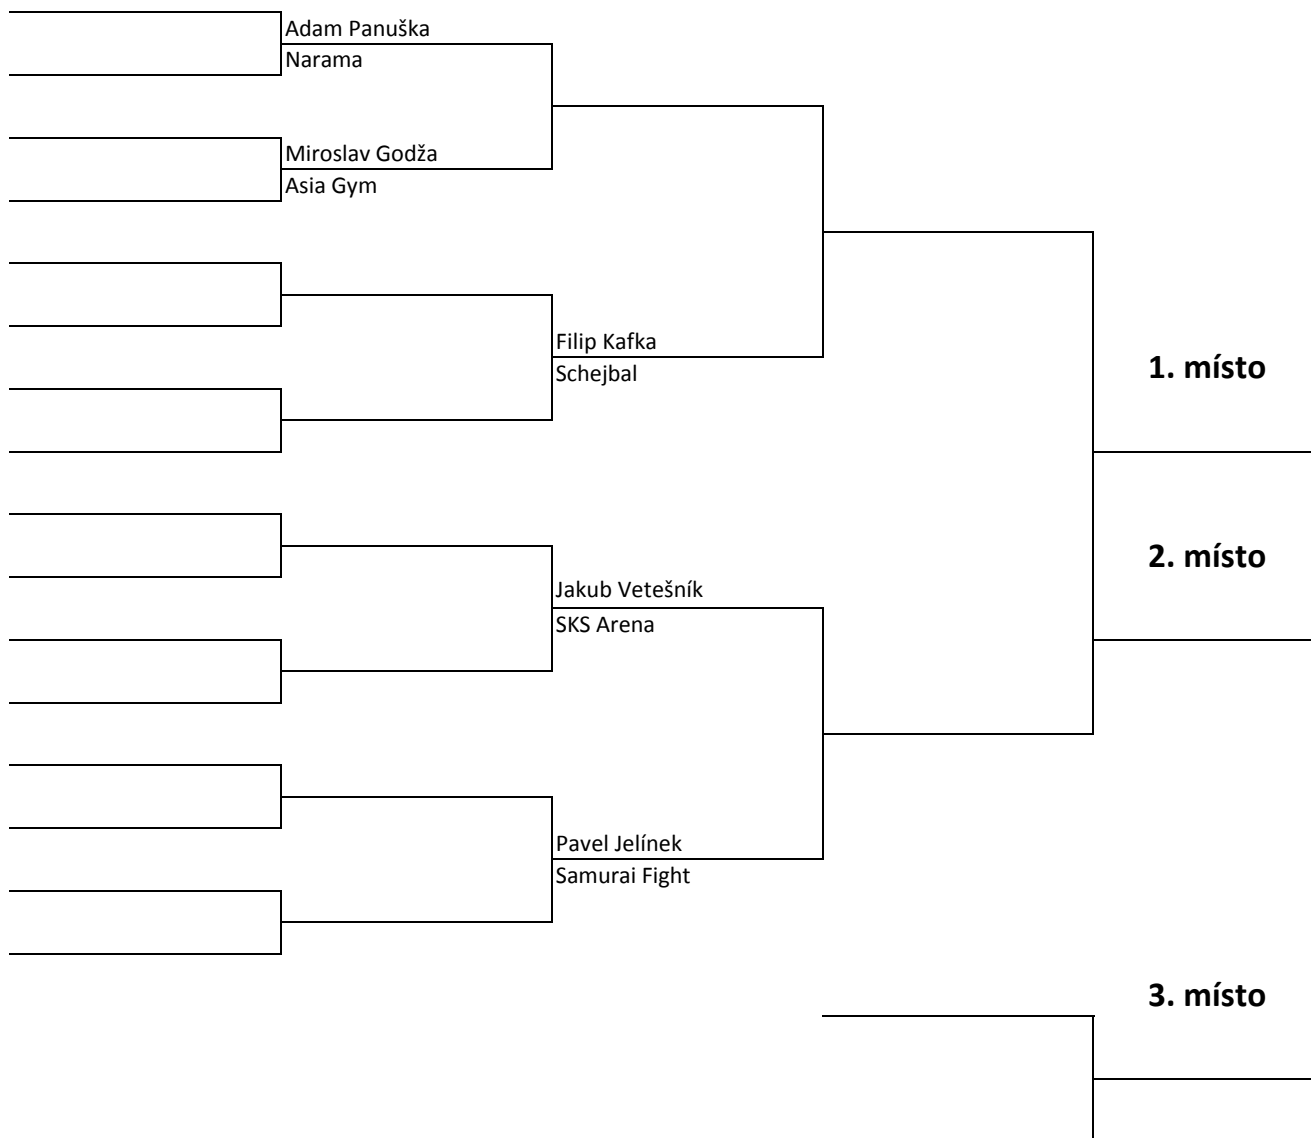 Adam Panuška
Narama
Miroslav Godža
Asia Gym
Filip Kafka
Schejbal
1. místo
2. místo
Jakub Vetešník
SKS Arena
Pavel Jelínek
Samurai Fight
3. místo